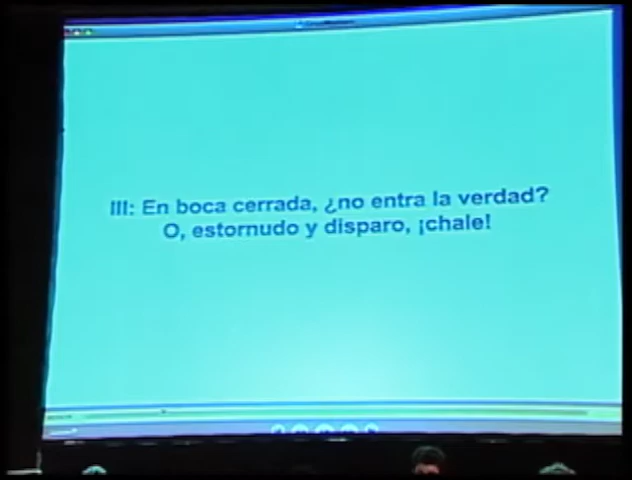 III: En boca cerrada, ¿no entra la verdad?
O, estornudo y disparo, ¡chale!